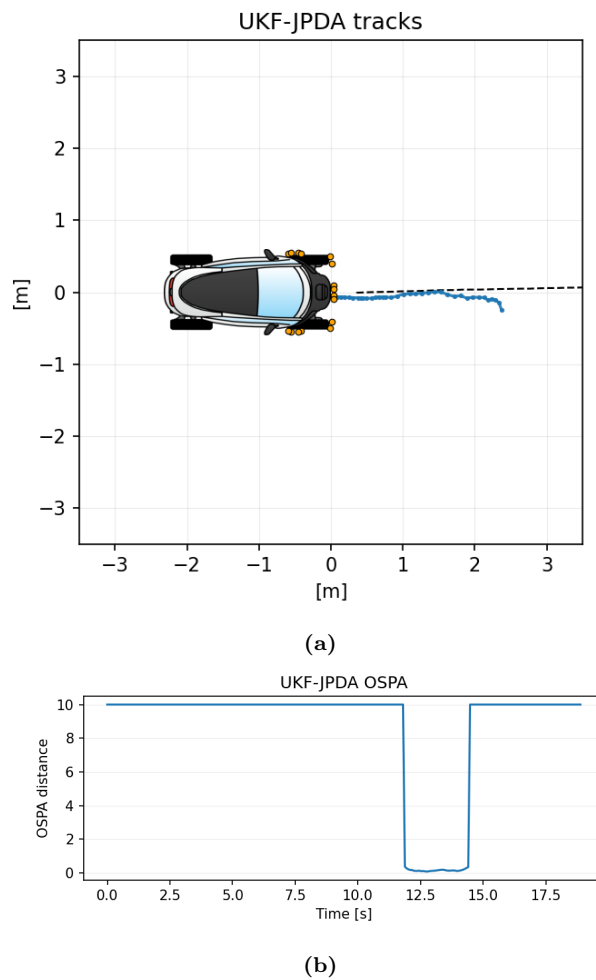 UKF-JPDA tracks
3
2
1
0
−1
−2
−3
[m]
−3 −2 −1 0 1 2 3
[m]
(a)
UKF-JPDA OSPA
10
8
6
4
2
0
OSPA distance
0.0 2.5 5.0 7.5 10.0 12.5 15.0 17.5
Time [s]
(b)